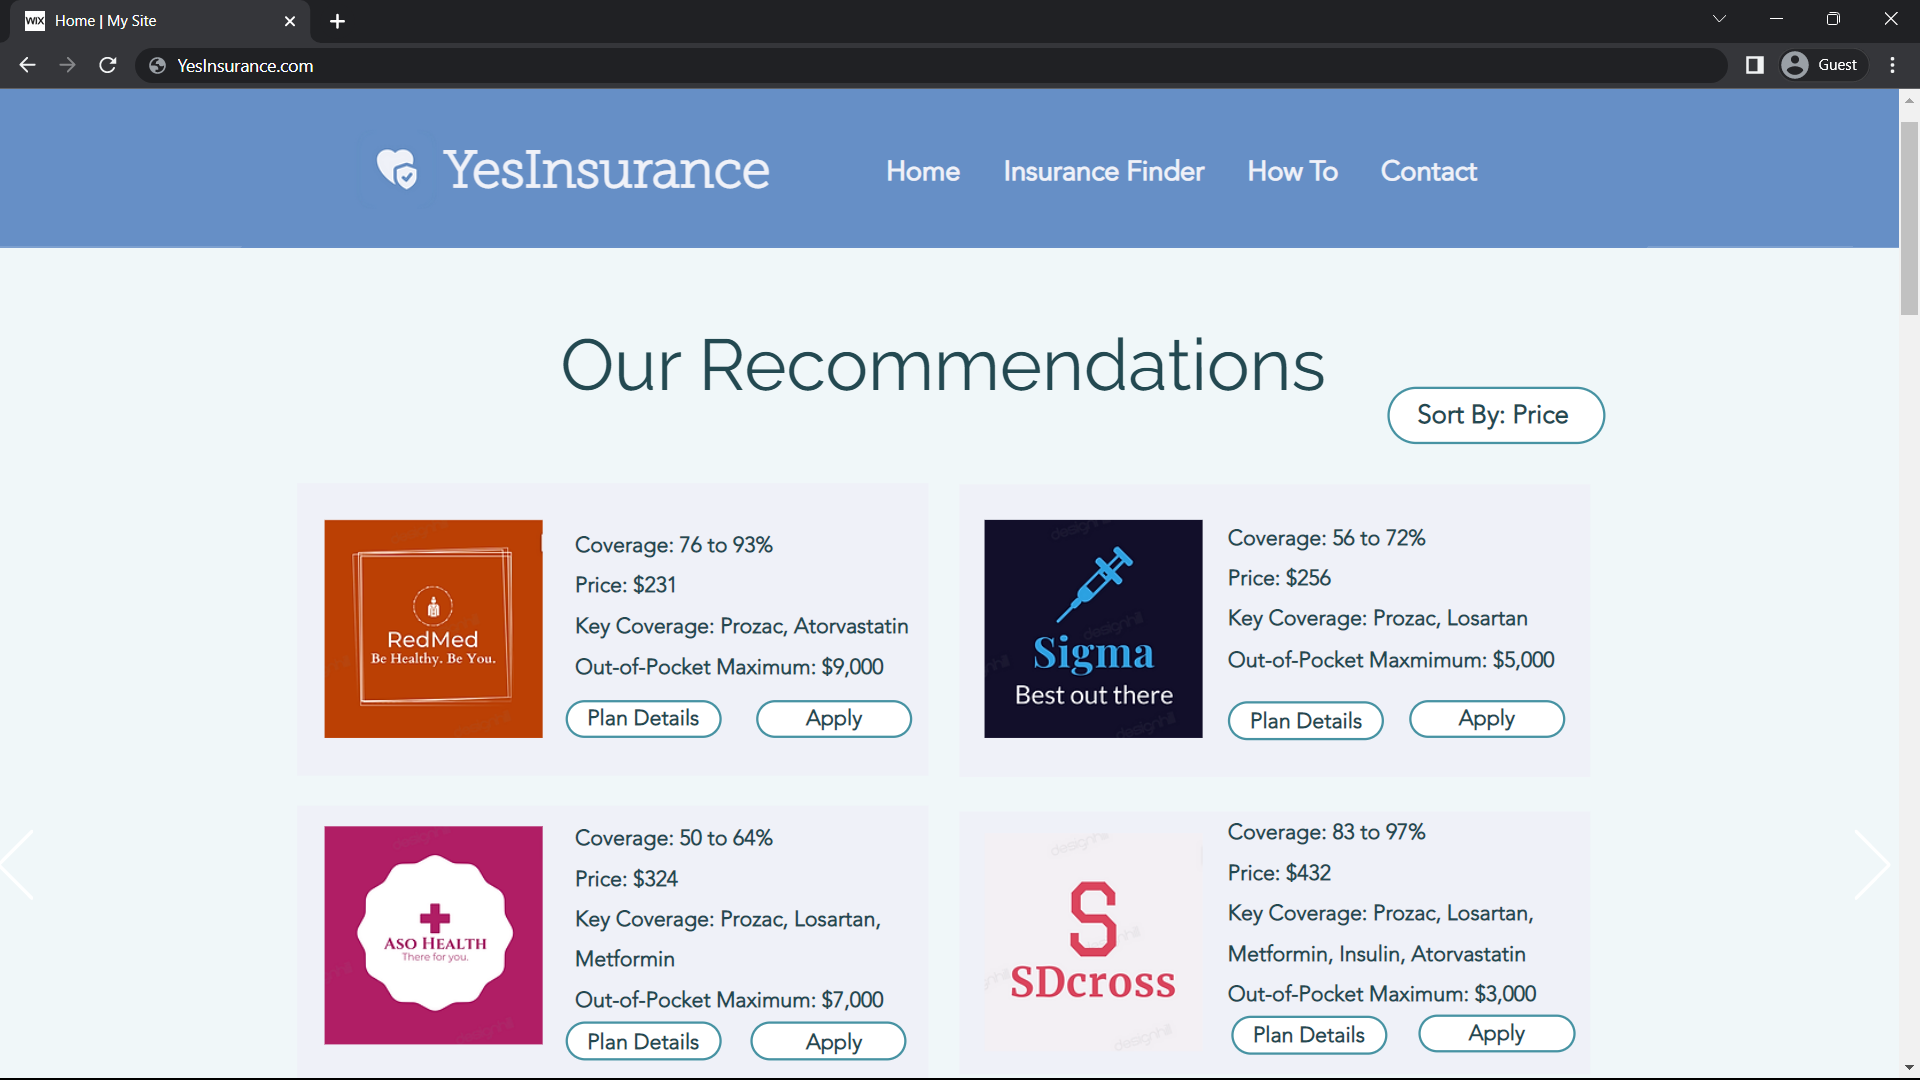 WIX Home | My Site
YesInsurance.com
Guest
YesInsurance
Home Insurance Finder How To Contact
Our Recommendations
Sort By: Price
RedMed
Be Healthy. Be You.
Coverage: 76 to 93%
Price: $231
Key Coverage: Prozac, Atorvastatin
Out-of-Pocket Maximum: $9,000
Plan Details Apply
designhill
Sigma
Best out there
Coverage: 56 to 72%
Price: $256
Key Coverage: Prozac, Losartan
Out-of-Pocket Maxmimum: $5,000
Plan Details Apply
ASO HEALTH
There for you.
Coverage: 50 to 64%
Price: $324
Key Coverage: Prozac, Losartan,
Metformin
Out-of-Pocket Maximum: $7,000
Plan Details Apply
designhill
S
SDcross
designhill
Coverage: 83 to 97%
Price: $432
Key Coverage: Prozac, Losartan,
Metformin, Insulin, Atorvastatin
Out-of-Pocket Maximum: $3,000
Plan Details Apply